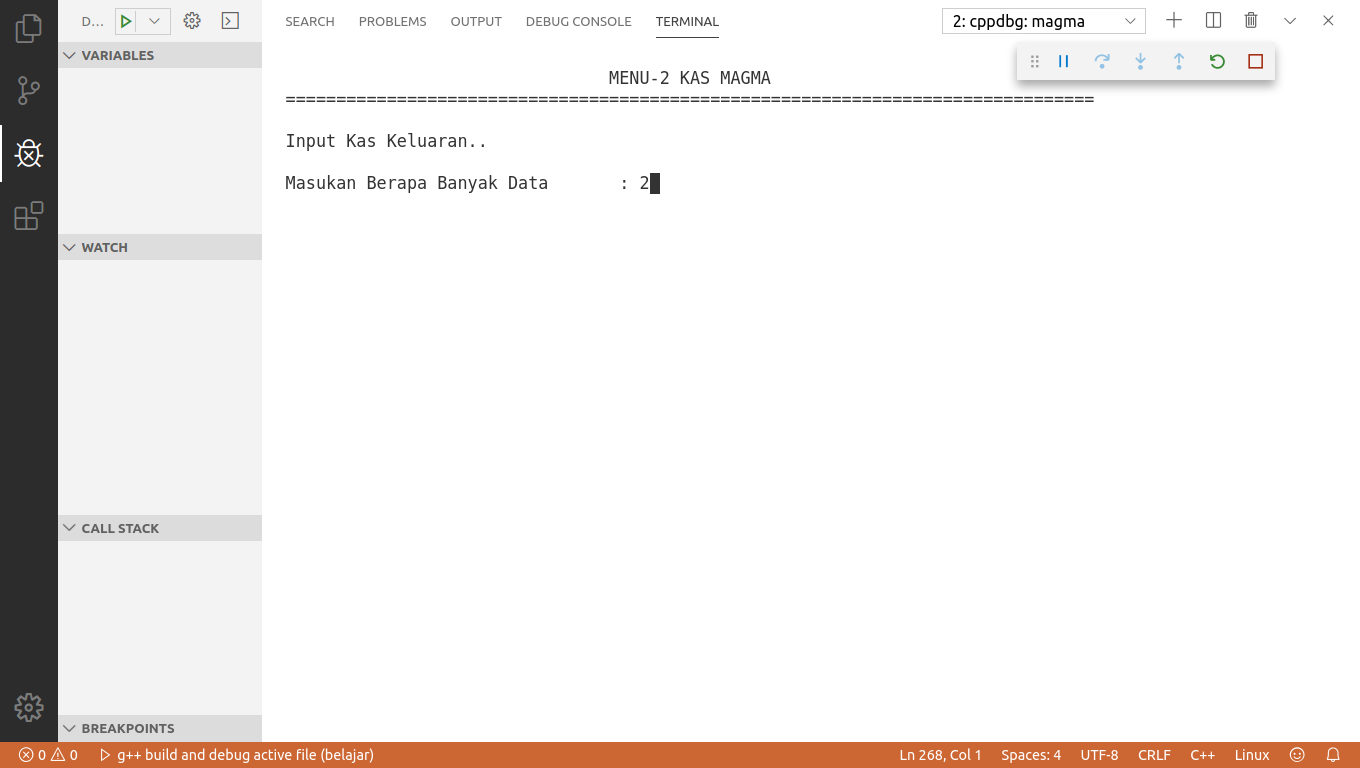 D... SEARCH PROBLEMS OUTPUT DEBUG CONSOLE TERMINAL 2: cppdbg: magma
VARIABLES
WATCH
CALL STACK
BREAKPOINTS
MENU-2 KAS MAGMA
================================================================================
Input Kas Keluaran..
Masukan Berapa Banyak Data : 2
0 0 g++ build and debug active file (belajar) Ln 268, Col 1 Spaces: 4 UTF-8 CRLF C++ Linux